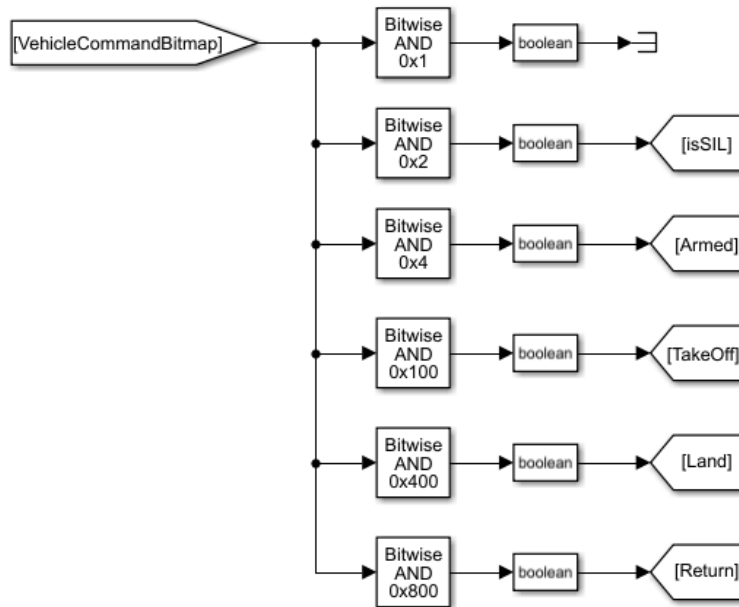 [VehicleCommandBitmap]
Bitwise
AND
0x1
boolean
Bitwise
AND
0x2
boolean
[isSIL]
Bitwise
AND
0x4
boolean
[Armed]
Bitwise
AND
0x100
boolean
[TakeOff]
Bitwise
AND
0x400
boolean
[Land]
Bitwise
AND
0x800
boolean
[Return]